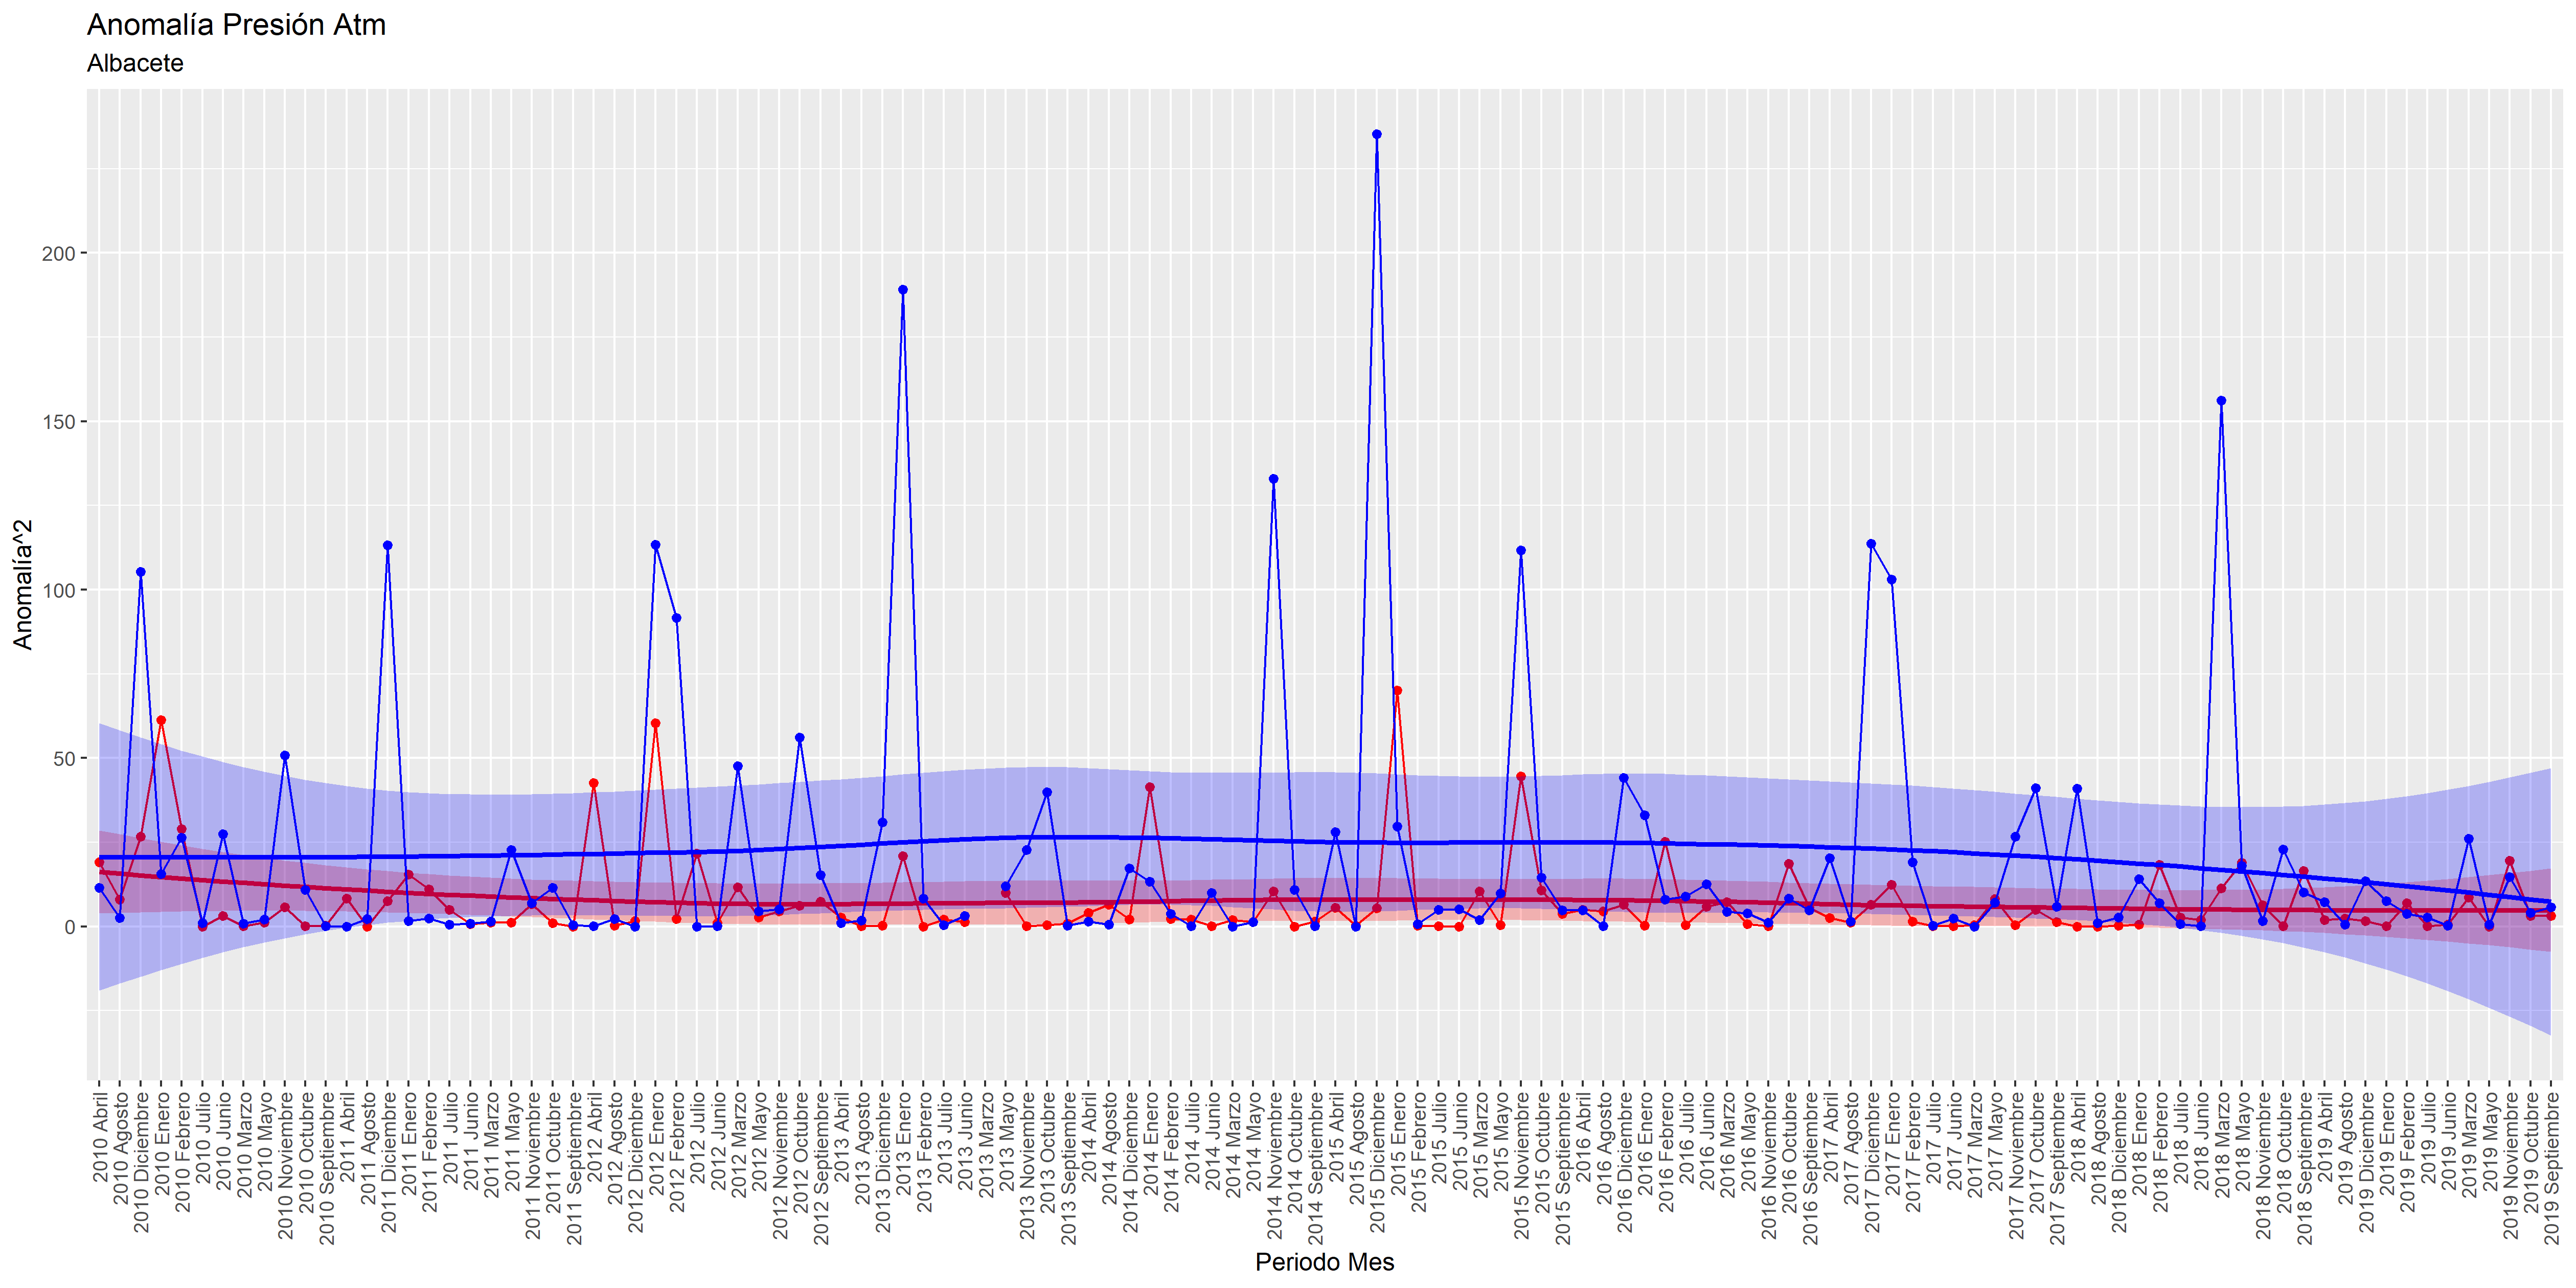 Anomalía Presión Atm
Albacete
Anomalía^2
200
150
100
50
0
2010 Abril
2010 Agosto
2010 Diciembre
2010 Enero
2010 Febrero
2010 Julio
2010 Junio
2010 Marzo
2010 Mayo
2010 Noviembre
2010 Octubre
2010 Septiembre
2011 Abril
2011 Agosto
2011 Diciembre
2011 Enero
2011 Febrero
2011 Julio
2011 Junio
2011 Marzo
2011 Mayo
2011 Noviembre
2011 Octubre
2011 Septiembre
2012 Abril
2012 Agosto
2012 Diciembre
2012 Enero
2012 Febrero
2012 Julio
2012 Junio
2012 Marzo
2012 Mayo
2012 Noviembre
2012 Octubre
2012 Septiembre
2013 Abril
2013 Agosto
2013 Diciembre
2013 Enero
2013 Febrero
2013 Julio
2013 Junio
2013 Marzo
2013 Mayo
2013 Noviembre
2013 Octubre
2013 Septiembre
2014 Abril
2014 Agosto
2014 Diciembre
2014 Enero
2014 Febrero
2014 Julio
2014 Junio
2014 Marzo
2014 Mayo
2014 Noviembre
2014 Octubre
2014 Septiembre
2015 Abril
2015 Agosto
2015 Diciembre
2015 Enero
2015 Febrero
2015 Julio
2015 Junio
2015 Marzo
2015 Mayo
2015 Noviembre
2015 Octubre
2015 Septiembre
2016 Abril
2016 Agosto
2016 Diciembre
2016 Enero
2016 Febrero
2016 Julio
2016 Junio
2016 Marzo
2016 Mayo
2016 Noviembre
2016 Octubre
2016 Septiembre
2017 Abril
2017 Agosto
2017 Diciembre
2017 Enero
2017 Febrero
2017 Julio
2017 Junio
2017 Marzo
2017 Mayo
2017 Noviembre
2017 Octubre
2017 Septiembre
2018 Abril
2018 Agosto
2018 Diciembre
2018 Enero
2018 Febrero
2018 Julio
2018 Junio
2018 Marzo
2018 Mayo
2018 Noviembre
2018 Octubre
2018 Septiembre
2019 Abril
2019 Agosto
2019 Diciembre
2019 Enero
2019 Febrero
2019 Julio
2019 Junio
2019 Marzo
2019 Mayo
2019 Noviembre
2019 Octubre
2019 Septiembre
Periodo Mes